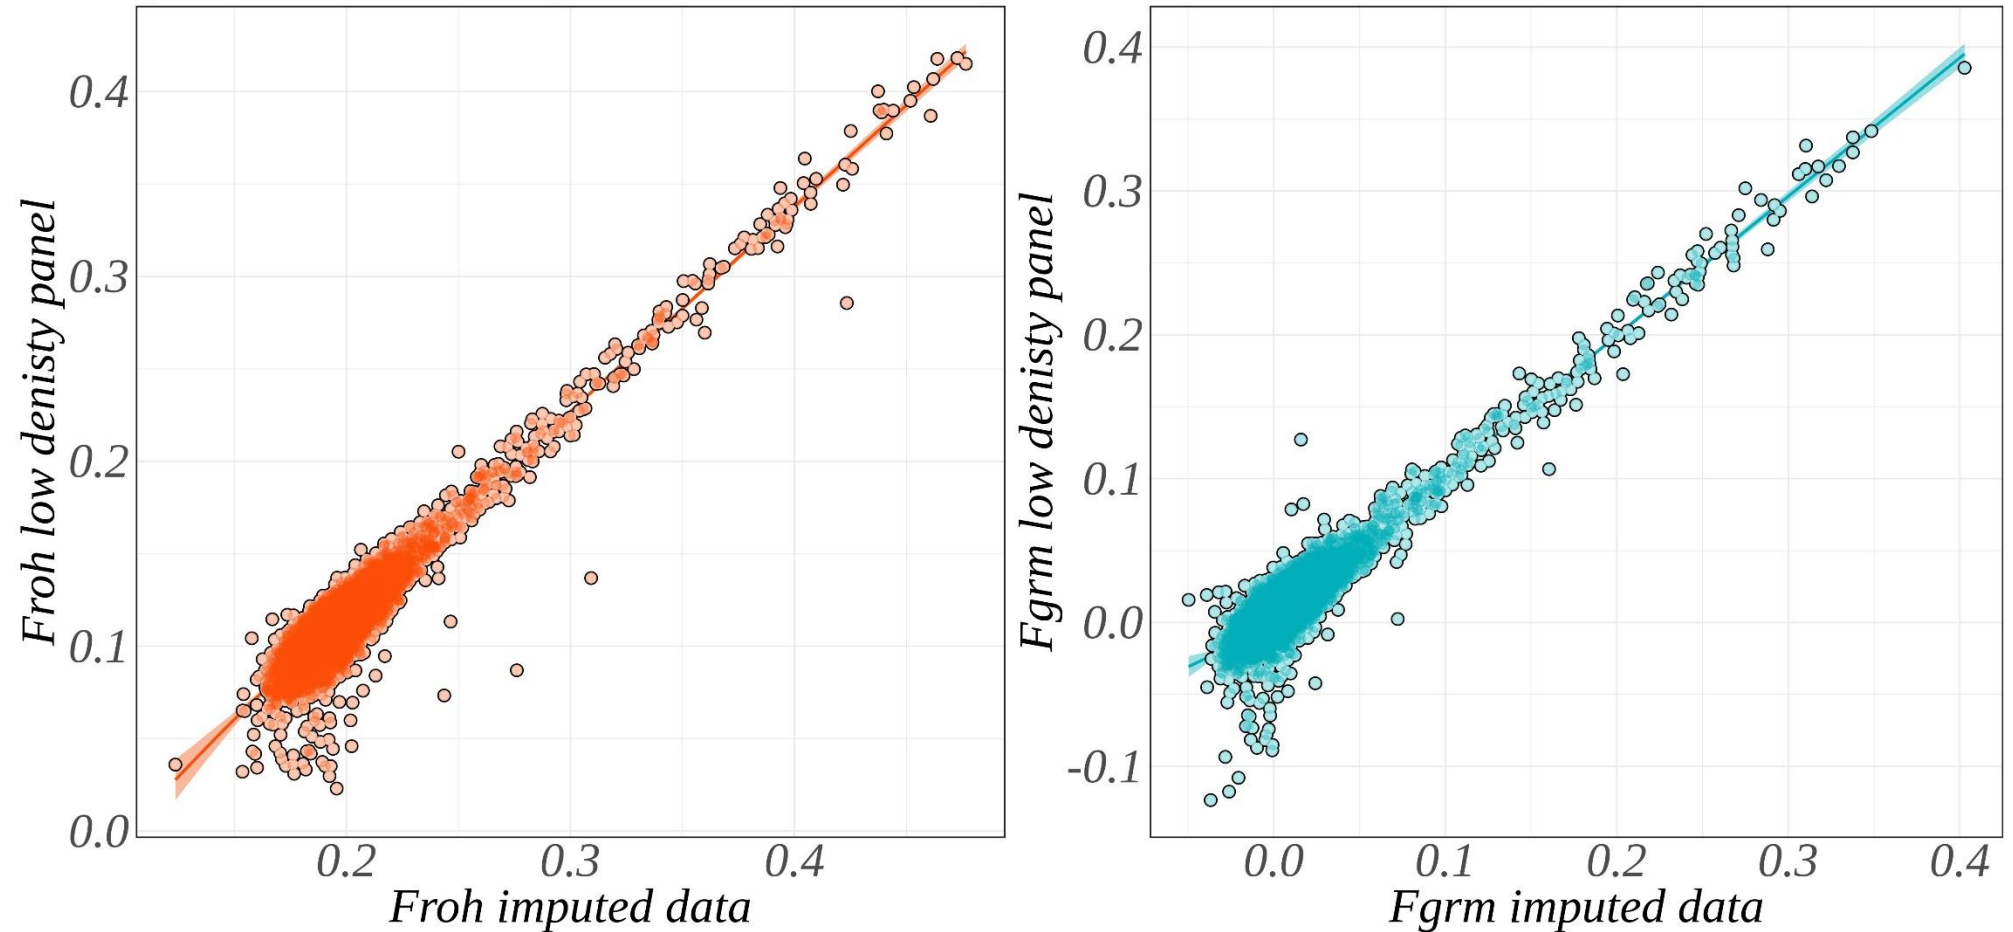 Froh low denisty panel
0.4
0.3
0.2
0.1
0.0
0.2 0.3 0.4
Froh imputed data
Fgrm low denisty panel
0.4
0.3
0.2
0.1
0.0
-0.1
0.0 0.1 0.2 0.3 0.4
Fgrm imputed data